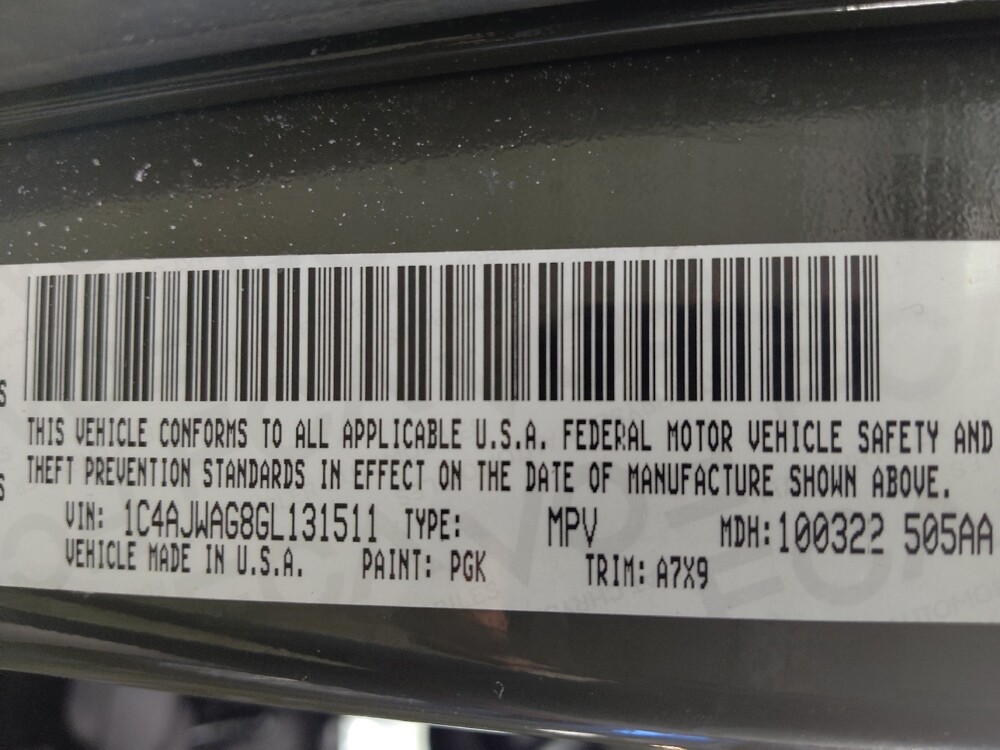 S
THIS VEHICLE CONFORMS TO ALL APPLICABLE U.S.A. FEDERAL MOTOR VEHICLE SAFETY AND
S
THEFT PREVENTION STANDARDS IN EFFECT ON THE DATE OF MANUFACTURE SHOWN ABOVE.
VIN: 1C4AJWAG8GL131511 TYPE: MPV MDH:100322 505AA
VEHICLE MADE IN U.S.A. PAINT: PGK TRIM: A7X9